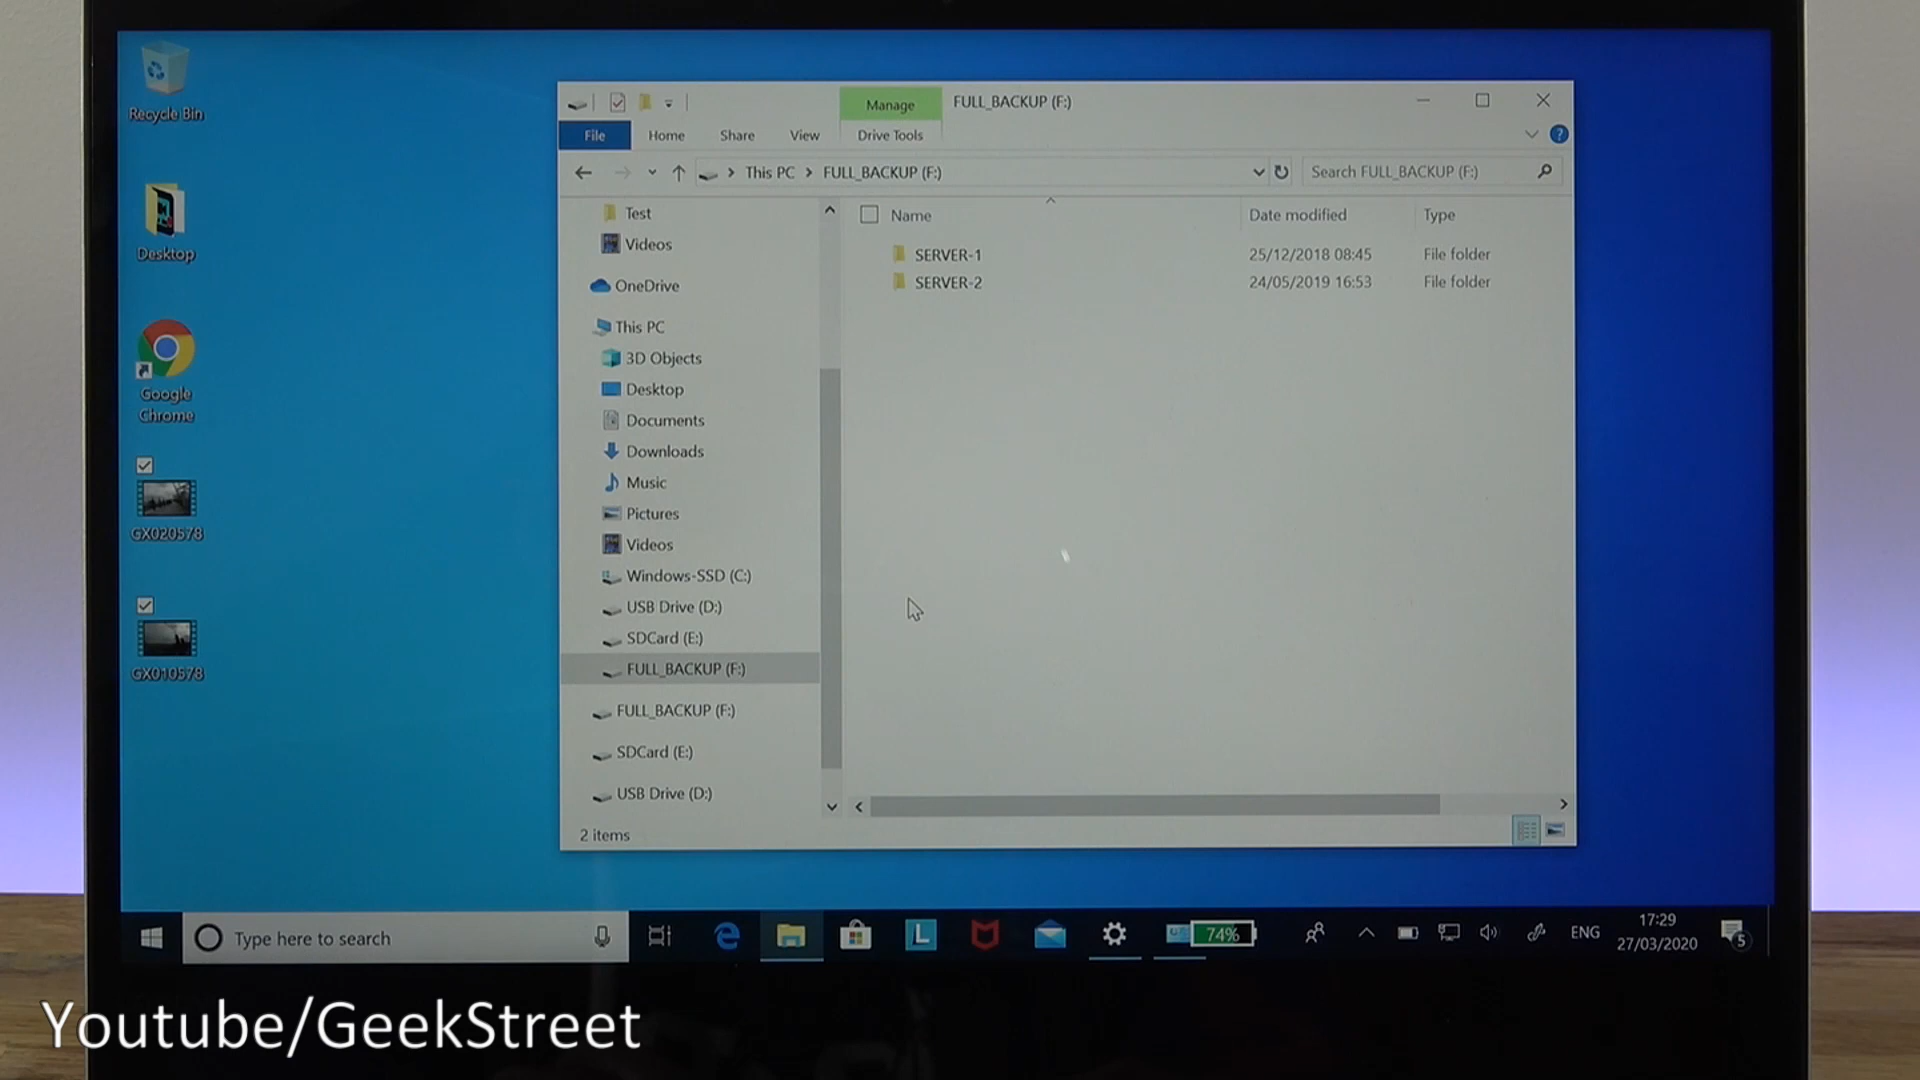 Recycle Bin
Desktop
Google
Chrome
GX020578
GX010578
Manage
FULL_BACKUP (F:)
File
Home
Share
View
Drive Tools
?
This PC
FULL_BACKUP (F:)
Search FULL_BACKUP (F:)
Test
Videos
OneDrive
This PC
3D Objects
Desktop
Documents
Downloads
Music
Pictures
Videos
Windows-SSD (C:)
USB Drive (D:)
SDCard (E:)
FULL_BACKUP (F:)
FULL_BACKUP (F:)
SDCard (E:)
USB Drive (D:)
Name
Date modified
Type
SERVER-1
25/12/2018 08:45
File folder
SERVER-2
24/05/2019 16:53
File folder
2 items
Type here to search
L
74%
ENG
17:29
27/03/2020
5
Youtube/GeekStreet